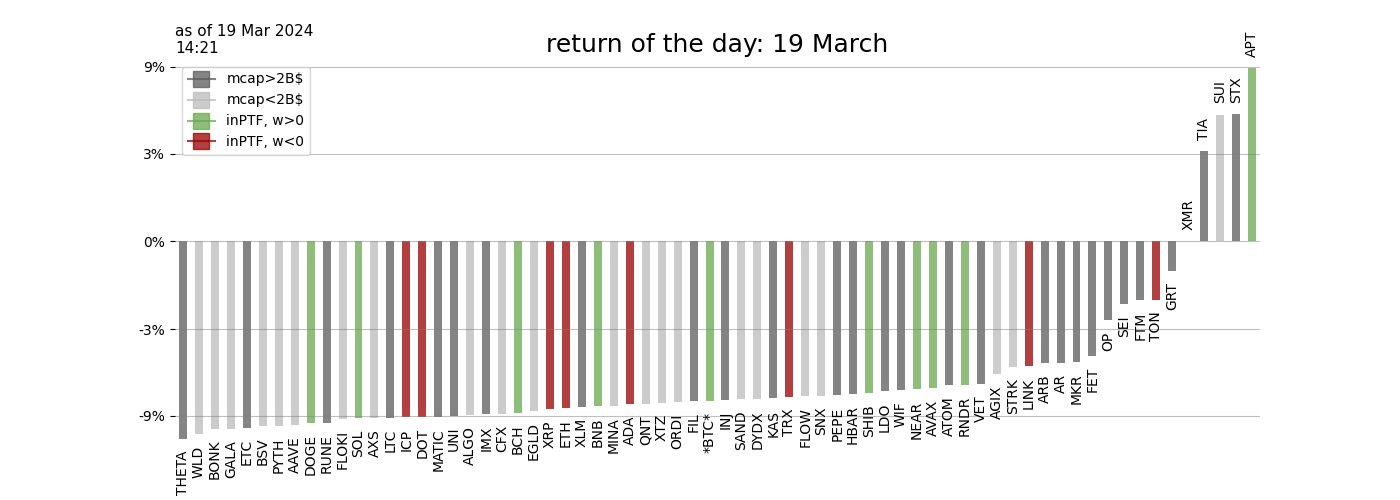 as of 19 Mar 2024
14:21
return of the day: 19 March
mcap>2B$
mcap<2B$
inPTF, w>0
inPTF, w<0
9%
3%
0%
-3%
-9%
THETA
WLD
BONK
GALA
ETC
BSV
PYTH
AAVE
DOGE
RUNE
FLOKI
SOL
AXS
LTC
ICP
DOT
MATIC
UNI
ALGO
IMX
CFX
BCH
EGLD
XRP
ETH
XLM
BNB
MINA
ADA
QNT
XTZ
ORDI
FIL
*BTC*
INJ
SAND
DYDX
KAS
TRX
FLOW
SNX
PEPE
HBAR
SHIB
LDO
WIF
NEAR
AVAX
ATOM
RNDR
VET
AGIX
STRK
LINK
ARB
AR
MKR
FET
OP
SEI
FTM
TON
GRT
XMR
TIA
SUI
STX
APT